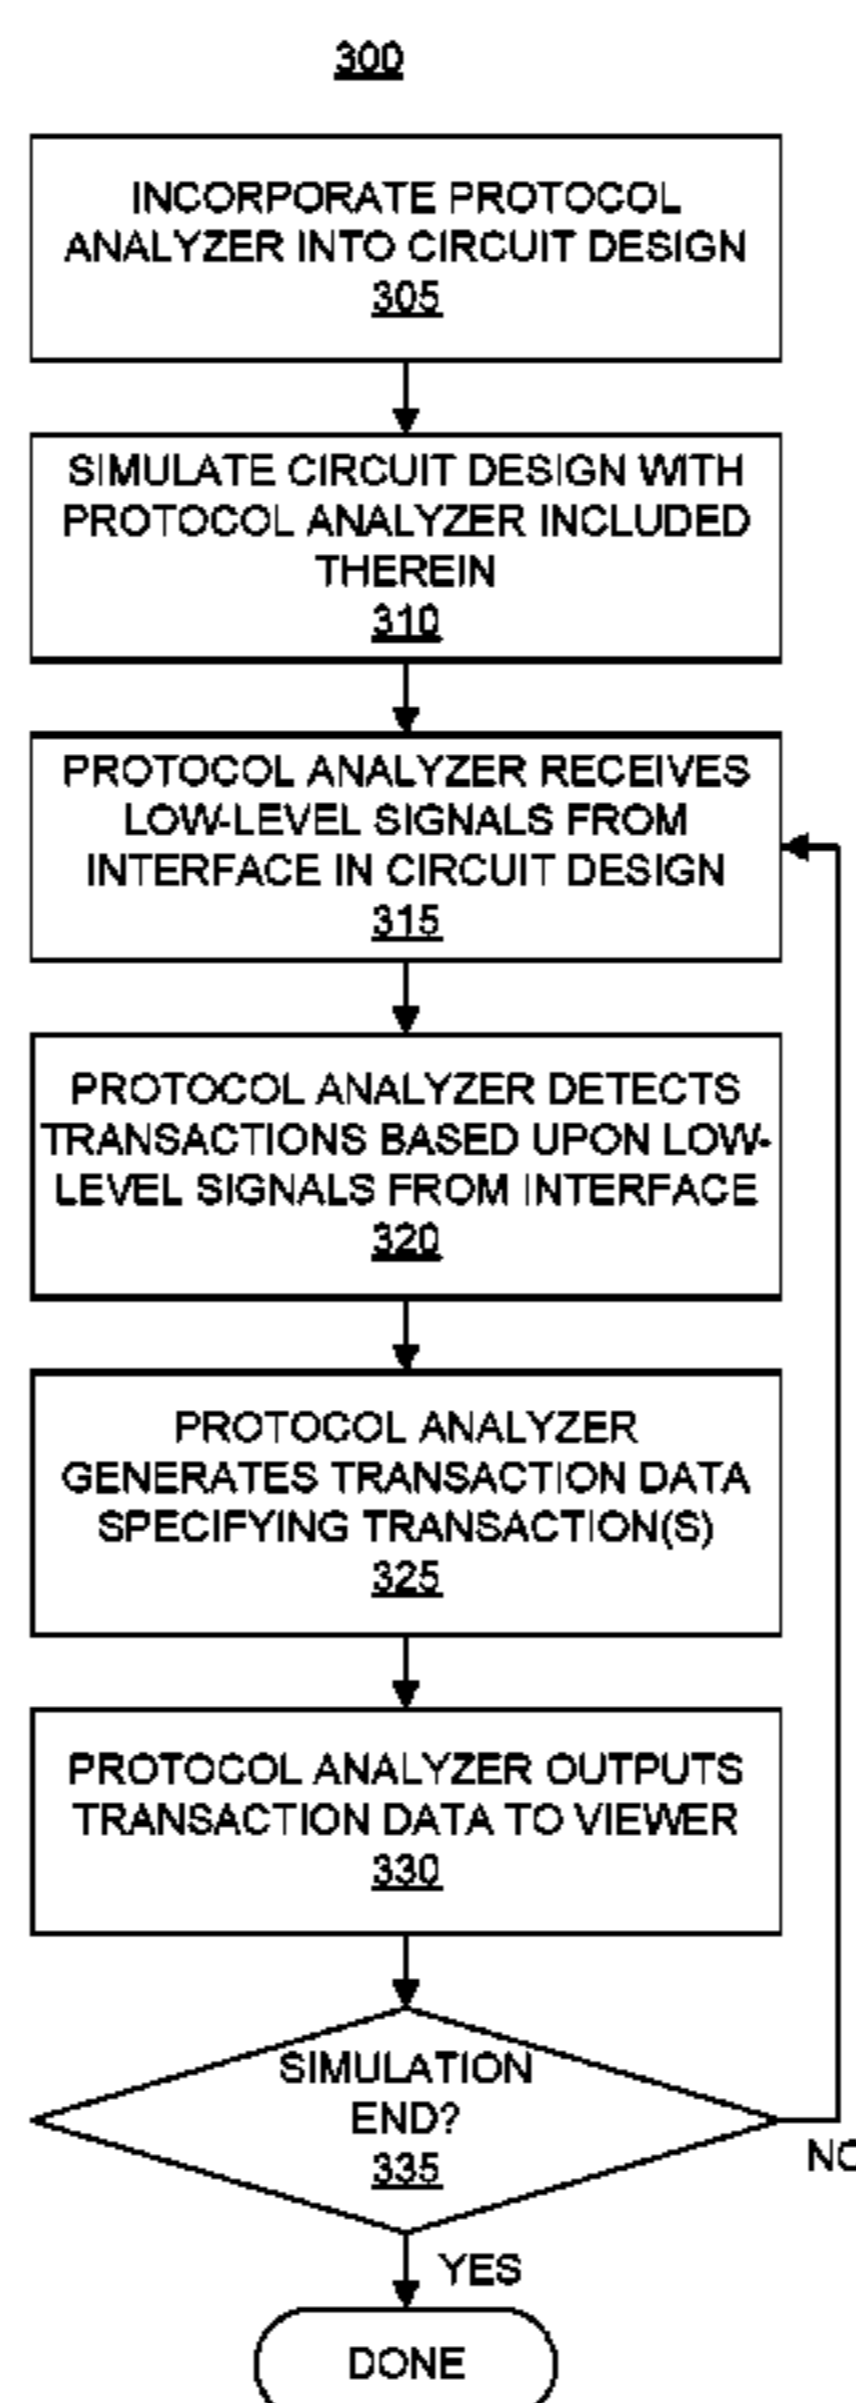 300
INCORPORATE PROTOCOL
ANALYZER INTO CIRCUIT DESIGN
305
SIMULATE CIRCUIT DESIGN WITH
PROTOCOL ANALYZER INCLUDED
THEREIN
310
PROTOCOL ANALYZER RECEIVES
LOW-LEVEL SIGNALS FROM
INTERFACE IN CIRCUIT DESIGN
315
PROTOCOL ANALYZER DETECTS
TRANSACTIONS BASED UPON LOW-
LEVEL SIGNALS FROM INTERFACE
320
PROTOCOL ANALYZER
GENERATES TRANSACTION DATA
SPECIFYING TRANSACTION(S)
325
PROTOCOL ANALYZER OUTPUTS
TRANSACTION DATA TO VIEWER
330
SIMULATION
END?
335
NO
YES
DONE